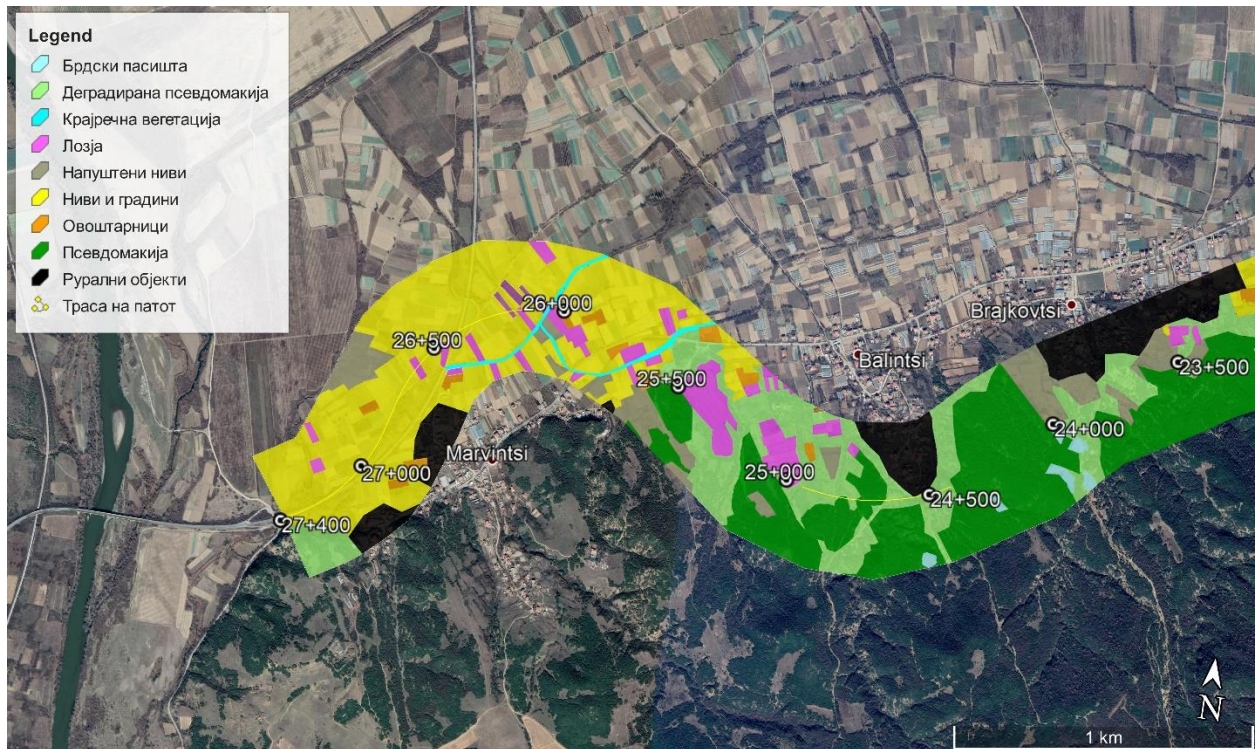 Legend
Брдски пасишта
Деградирана псевдомакија
Крајречна вегетација
Лозја
Напуштени ниви
Ниви и градини
Овоштарници
Псевдомакија
Рурални објекти
Траса на патот
26+000
Brajkovtsi
26+500
Balintsi
23+500
25+500
24+000
Marvintsi
27+000
25+000
24+500
27+400
N
1 km